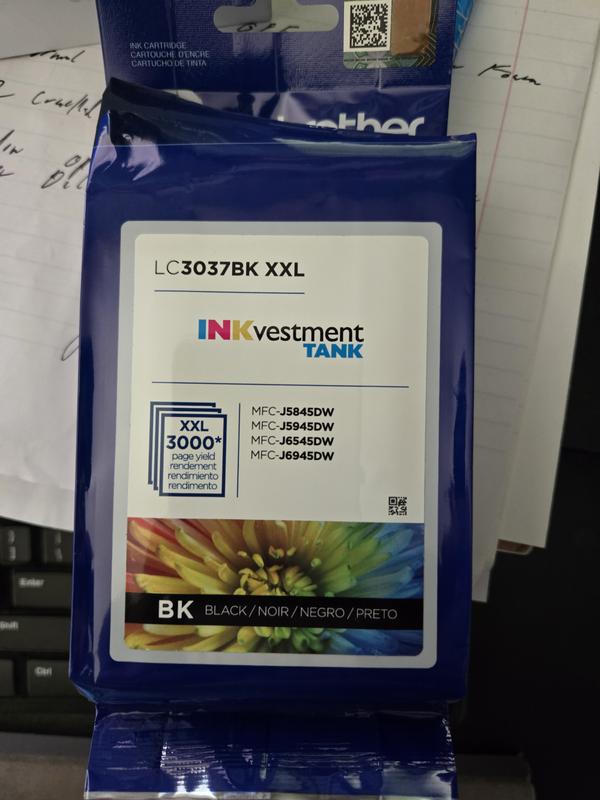 INK CARTRIDGE
CARTOUCHE D'ENCRE
CARTUCHO DE TINTA
brother
LC3037BK XXL
INKvestment
TANK
XXL
3000*
page yield
rendement
rendimiento
rendimento
MFC-J5845DW
MFC-J5945DW
MFC-J6545DW
MFC-J6945DW
BK BLACK / NOIR / NEGRO / PRETO
Enter
Shift
Ctrl